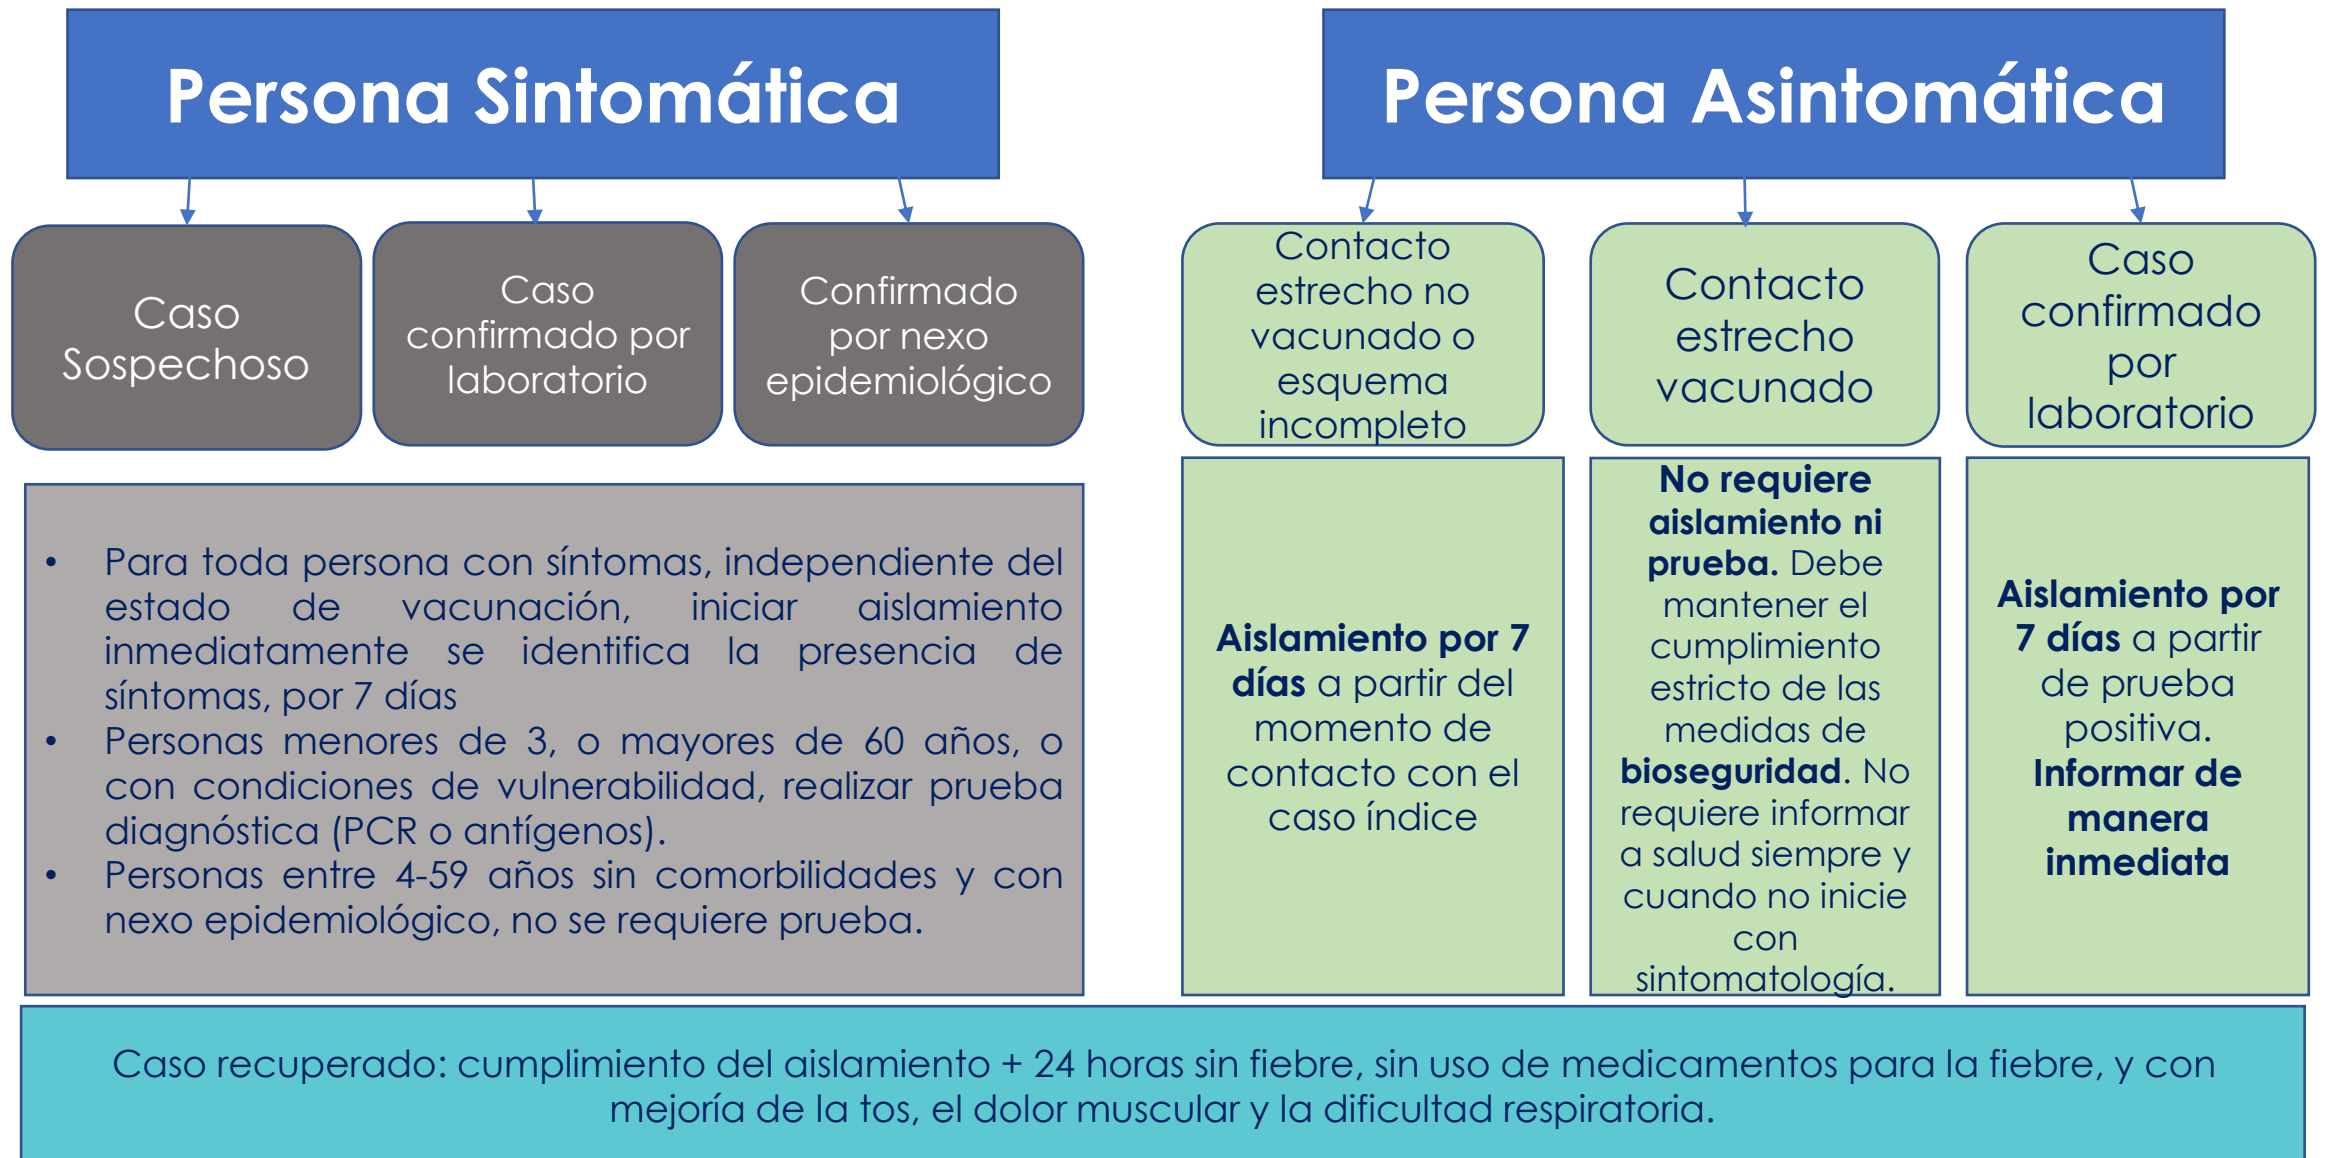 Persona Sintomática
Caso
Sospechoso
Caso
confirmado por
laboratorio
Confirmado
por nexo
epidemiológico
• Para toda persona con síntomas, independiente del
estado de vacunación, iniciar aislamiento
inmediatamente se identifica la presencia de
síntomas, por 7 días
• Personas menores de 3, o mayores de 60 años, o
con condiciones de vulnerabilidad, realizar prueba
diagnóstica (PCR o antígenos).
• Personas entre 4-59 años sin comorbilidades y con
nexo epidemiológico, no se requiere prueba.
Persona Asintomática
Contacto
estrecho no
vacunado o
esquema
incompleto
Aislamiento por 7
días a partir del
momento de
contacto con el
caso índice
Contacto
estrecho
vacunado
No requiere
aislamiento ni
prueba. Debe
mantener el
cumplimiento
estricto de las
medidas de
bioseguridad. No
requiere informar
a salud siempre y
cuando no inicie
con
sintomatología.
Caso
confirmado
por
laboratorio
Aislamiento por
7 días a partir
de prueba
positiva.
Informar de
manera
inmediata
Caso recuperado: cumplimiento del aislamiento + 24 horas sin fiebre, sin uso de medicamentos para la fiebre, y con
mejoría de la tos, el dolor muscular y la dificultad respiratoria.